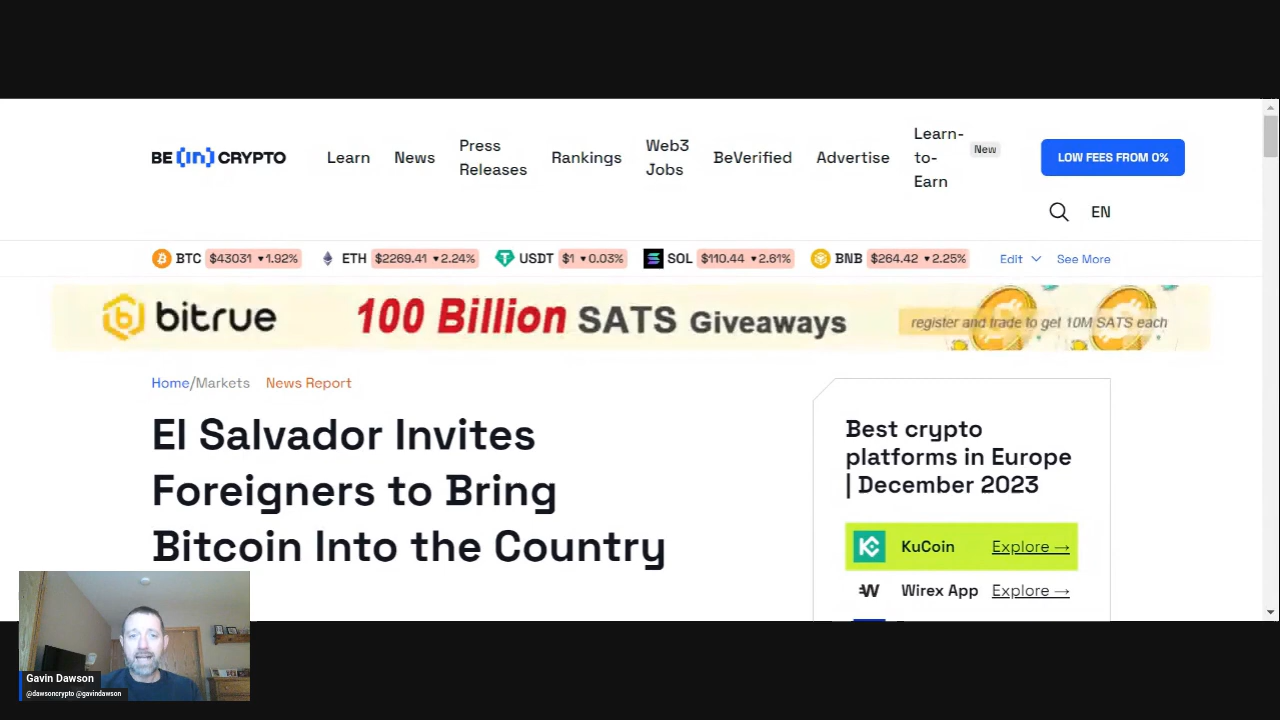 BE[in]CRYPTO
Learn
News
Press
Releases
Rankings
Web3
Jobs
BeVerified
Advertise
Learn-
to-
Earn
New
LOW FEES FROM 0%
EN
BTC $43031 ▾1.92% ETH $2269.41 ▾2.24% USDT $1 ▾0.03% SOL $110.44 ▾2.61% BNB $264.42 ▾2.25% Edit See More
bitrue 100 Billion SATS Giveaways register and trade to get 10M SATS each
Home/Markets News Report
El Salvador Invites
Foreigners to Bring
Bitcoin Into the Country
Best crypto
platforms in Europe
| December 2023
KuCoin Explore →
Wirex App Explore →
Gavin Dawson
@dawsoncrypto @gavindawson